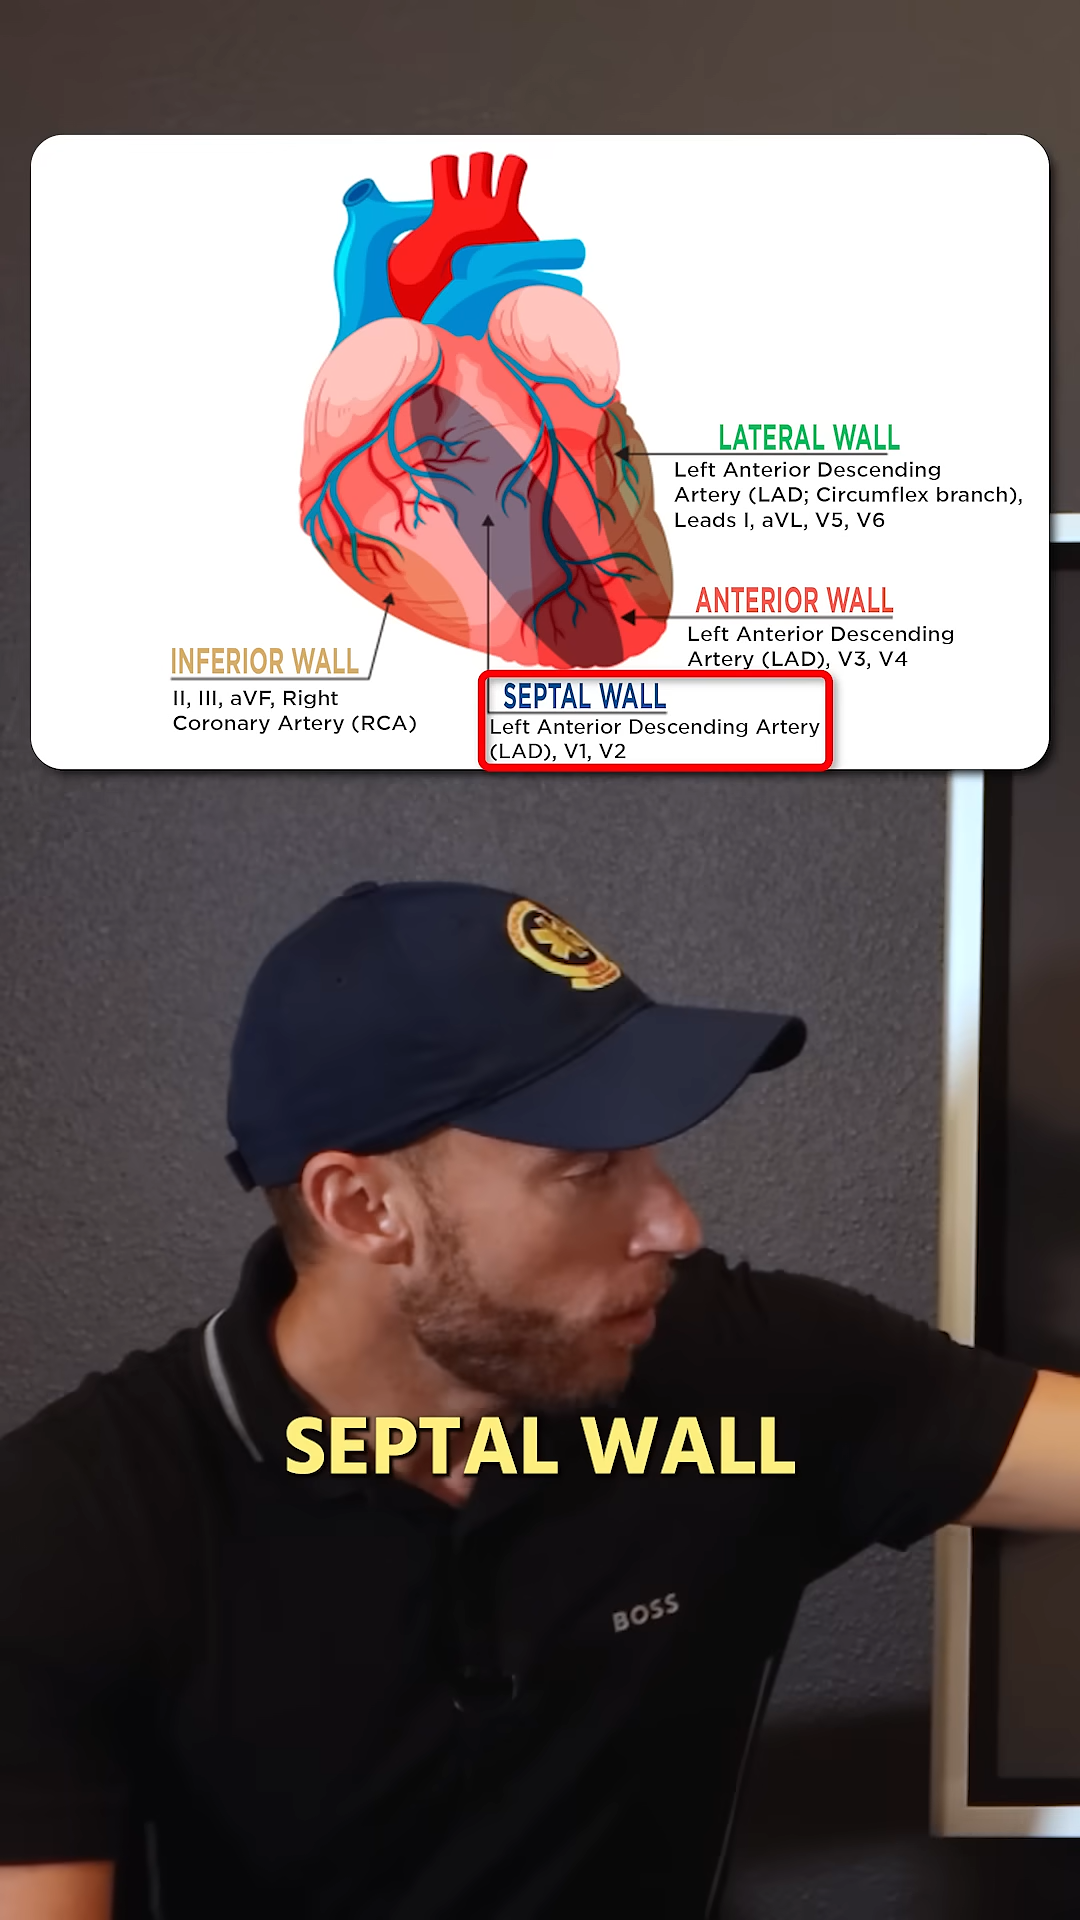 LATERAL WALL
Left Anterior Descending
Artery (LAD; Circumflex branch),
Leads I, aVL, V5, V6
ANTERIOR WALL
Left Anterior Descending
Artery (LAD), V3, V4
INFERIOR WALL
II, III, aVF, Right
Coronary Artery (RCA)
SEPTAL WALL
Left Anterior Descending Artery
(LAD), V1, V2
SEPTAL WALL
BOSS